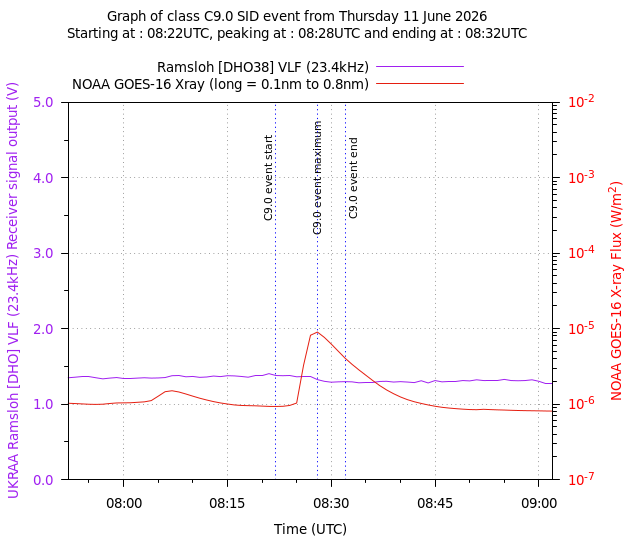 Graph of class C9.0 SID event from Thursday 11 June 2026
Starting at : 08:22UTC, peaking at : 08:28UTC and ending at : 08:32UTC
Ramsloh [DHO38] VLF (23.4kHz)
NOAA GOES-16 Xray (long = 0.1nm to 0.8nm)
UKRAA Ramsloh [DHO] VLF (23.4kHz) Receiver signal output (V)
5.0
4.0
3.0
2.0
1.0
0.0
C9.0 event start
C9.0 event maximum
C9.0 event end
10-2
10-3
10-4
10-5
10-6
10-7
NOAA GOES-16 X-ray Flux (W/m2)
08:00
08:15
08:30
08:45
09:00
Time (UTC)